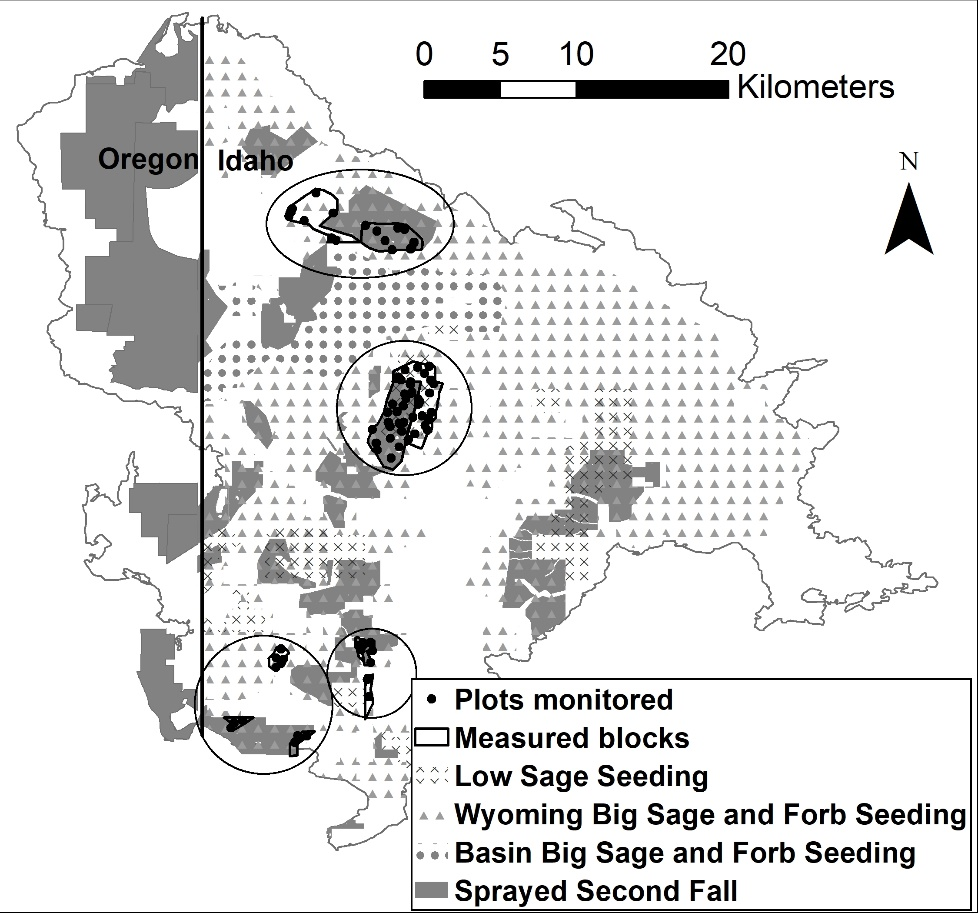 0 5 10 20
Kilometers
Oregon Idaho
N
Plots monitored
Measured blocks
Low Sage Seeding
Wyoming Big Sage and Forb Seeding
Basin Big Sage and Forb Seeding
Sprayed Second Fall